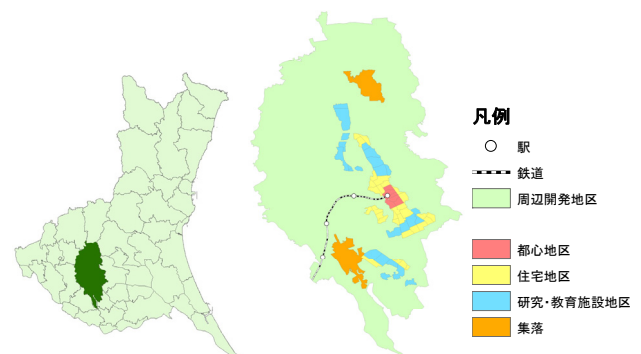 凡例
駅
鉄道
周辺開発地区
都心地区
住宅地区
研究・教育施設地区
集落